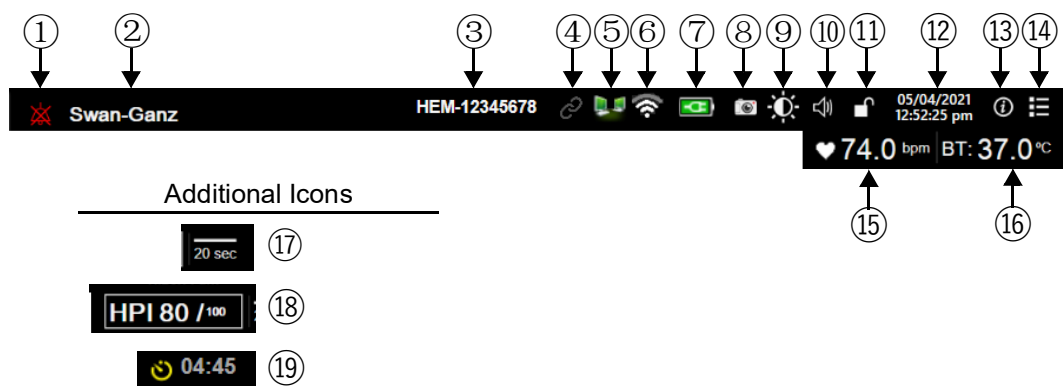 ① ② ③ ④ ⑤ ⑥ ⑦ ⑧ ⑨ ⑩ ⑪ ⑫ ⑬ ⑭
Swan-Ganz HEM-12345678 05/04/2021
12:52:25 pm
74.0 bpm BT: 37.0 ºC
⑮ ⑯
Additional Icons
20 sec ⑰
HPI 80 /100 ⑱
04:45 ⑲